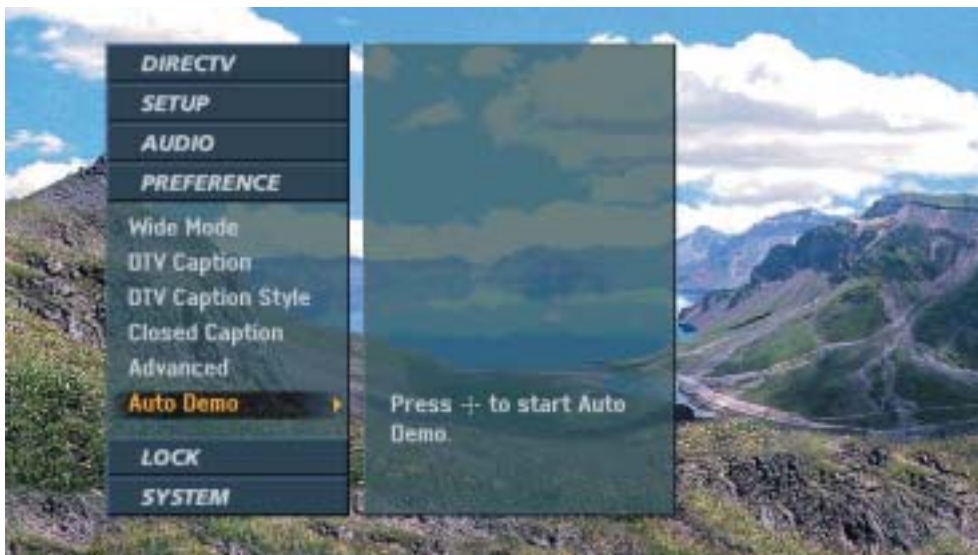 DIRECTV
SETUP
AUDIO
PREFERENCE
Wide Mode
DTV Caption
DTV Caption Style
Closed Caption
Advanced
Auto Demo
Press + to start Auto
Demo.
LOCK
SYSTEM